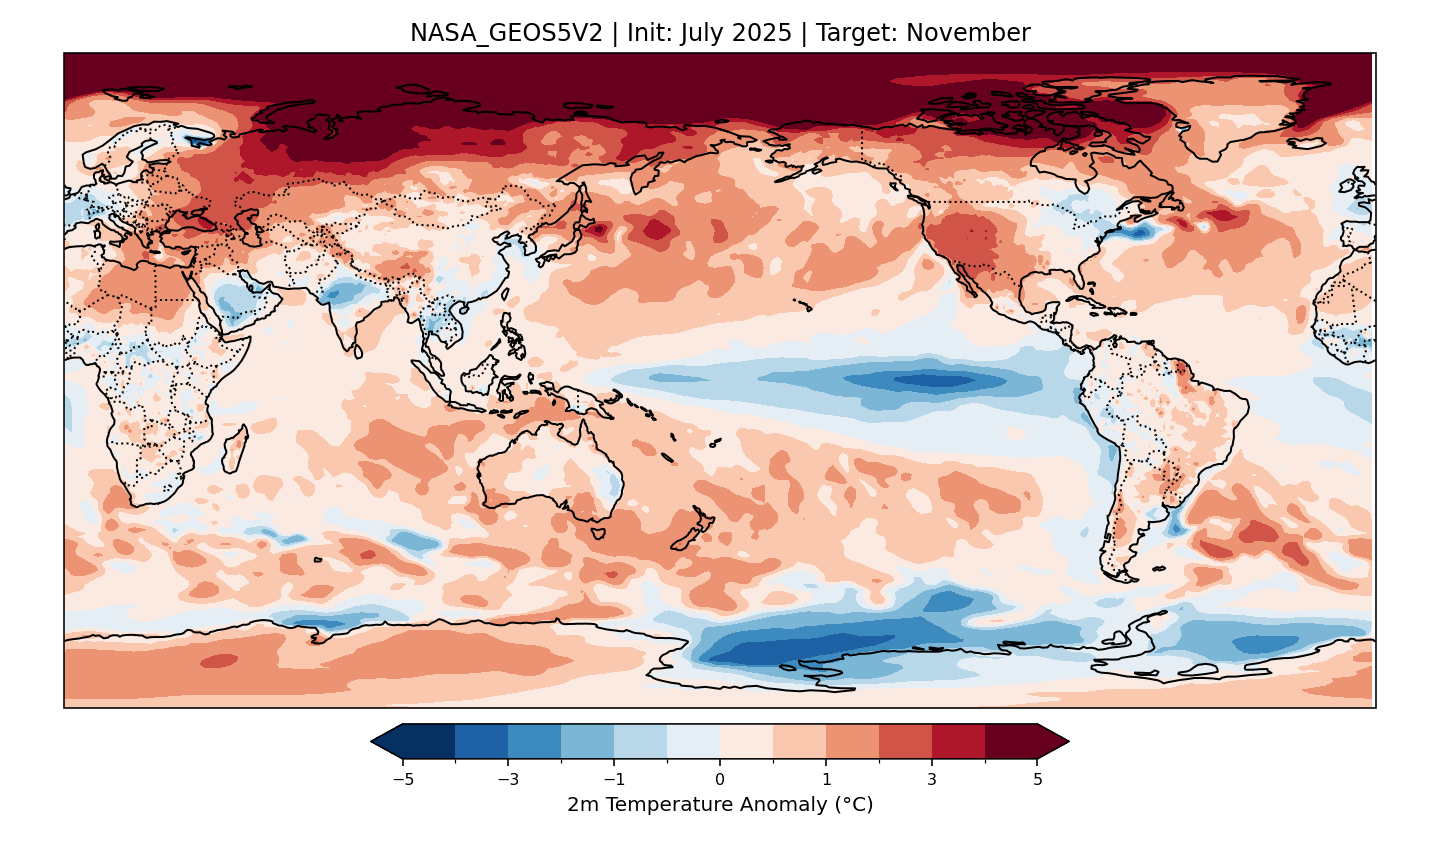 NASA_GEOS5V2 | Init: July 2025 | Target: November
−5 −3 −1 0 1 3 5
2m Temperature Anomaly (°C)